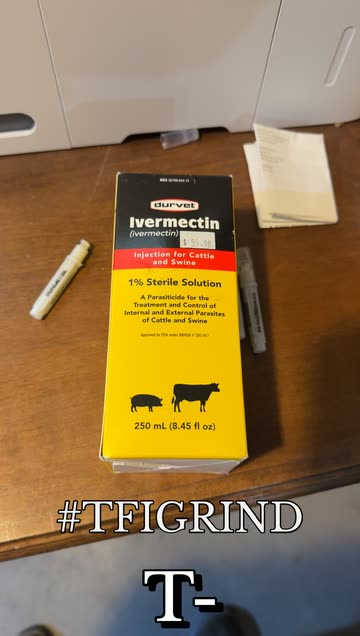 durvet
Ivermectin
(ivermectin)
$ 55.98
Injection for Cattle
and Swine
1% Sterile Solution
A Parasiticide for the
Treatment and Control of
Internal and External Parasites
of Cattle and Swine
250 mL (8.45 fl oz)
#TFIGRIND
T-